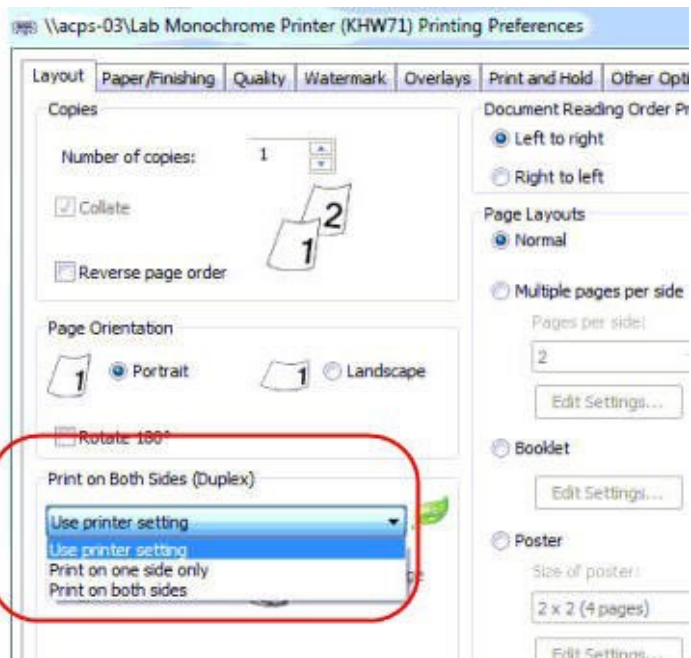 \\acps-03\Lab Monochrome Printer (KHW71) Printing Preferences
Layout Paper/Finishing Quality Watermark Overlays Print and Hold Other
Copies
Number of copies: 1
Collate
Reverse page order
1 2
Page Orientation
1 Portrait 1 Landscape
Rotate 180°
Print on Both Sides (Duplex)
Use printer setting
Use printer setting
Print on one side only
Print on both sides
Document Reading Order
Left to right
Right to left
Page Layouts
Normal
Multiple pages per side
Pages per side:
2
Edit Settings...
Booklet
Edit Settings...
Poster
Size of poster:
2 x 2 (4 pages)
Edit Settings...